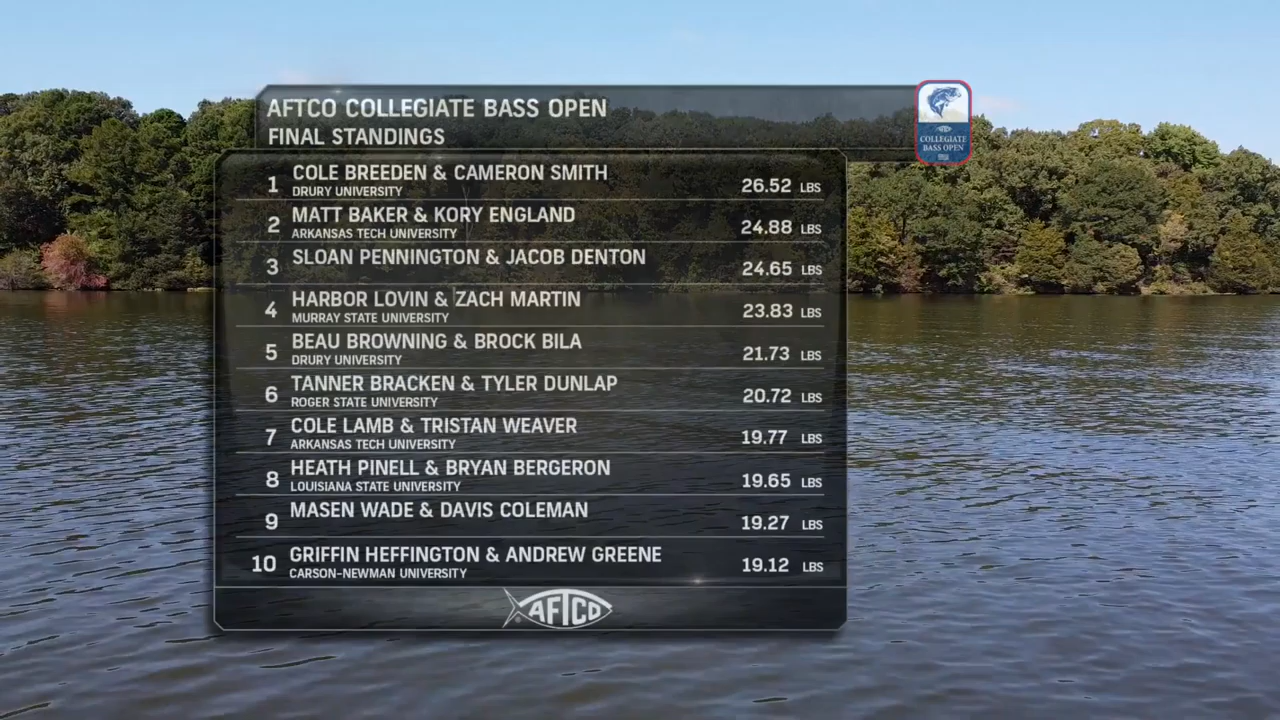 AFTCO COLLEGIATE BASS OPEN
FINAL STANDINGS
COLLEGIATE
BASS OPEN
1 COLE BREEDEN & CAMERON SMITH 26.52 LBS
DRURY UNIVERSITY
2 MATT BAKER & KORY ENGLAND 24.88 LBS
ARKANSAS TECH UNIVERSITY
3 SLOAN PENNINGTON & JACOB DENTON 24.65 LBS
4 HARBOR LOVIN & ZACH MARTIN 23.83 LBS
MURRAY STATE UNIVERSITY
5 BEAU BROWNING & BROCK BILA 21.73 LBS
DRURY UNIVERSITY
6 TANNER BRACKEN & TYLER DUNLAP 20.72 LBS
ROGER STATE UNIVERSITY
7 COLE LAMB & TRISTAN WEAVER 19.77 LBS
ARKANSAS TECH UNIVERSITY
8 HEATH PINELL & BRYAN BERGERON 19.65 LBS
LOUISIANA STATE UNIVERSITY
9 MASEN WADE & DAVIS COLEMAN 19.27 LBS
10 GRIFFIN HEFFINGTON & ANDREW GREENE 19.12 LBS
CARSON-NEWMAN UNIVERSITY
AFTCO